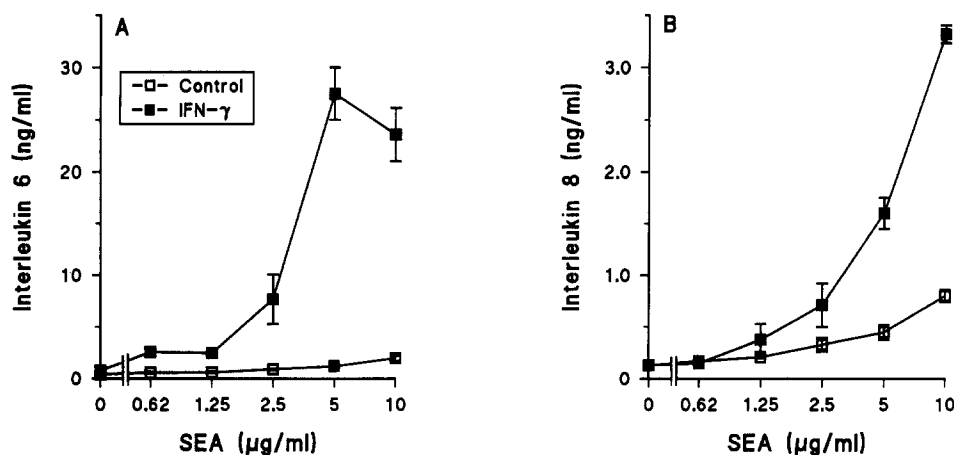 A
Interleukin 6 (ng/ml)
30
20
10
0
Control
IFN-γ
0 0.62 1.25 2.5 5 10
SEA (µg/ml)
B
Interleukin 8 (ng/ml)
3.0
2.0
1.0
0
0 0.62 1.25 2.5 5 10
SEA (µg/ml)